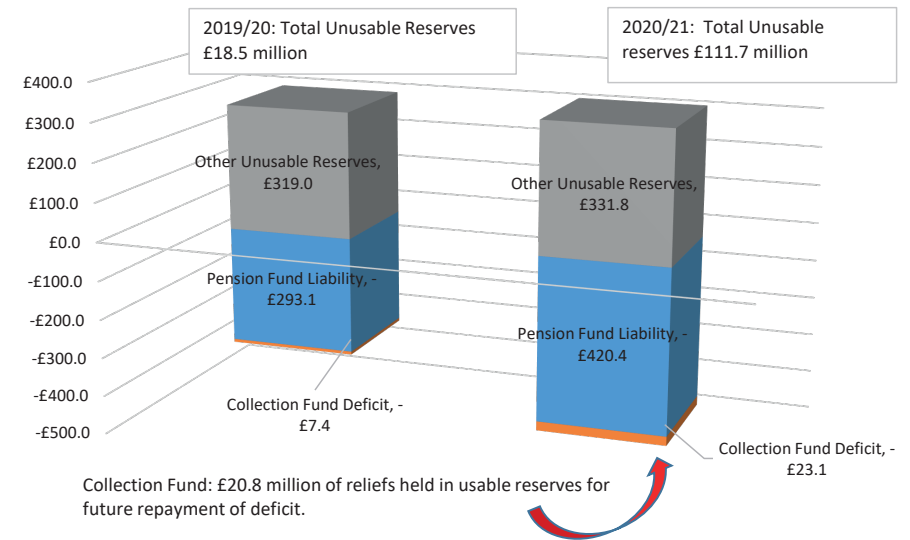 2019/20: Total Unusable Reserves
£18.5 million
2020/21:  Total Unusable
reserves £111.7 million
£400.0
£300.0
£200.0
£100.0
£0.0
-£100.0
-£200.0
-£300.0
-£400.0
-£500.0
Other Unusable Reserves,
£319.0
Pension Fund Liability, -
£293.1
Collection Fund Deficit, -
£7.4
Other Unusable Reserves,
£331.8
Pension Fund Liability, -
£420.4
Collection Fund Deficit, -
£23.1
Collection Fund: £20.8 million of reliefs held in usable reserves for
future repayment of deficit.